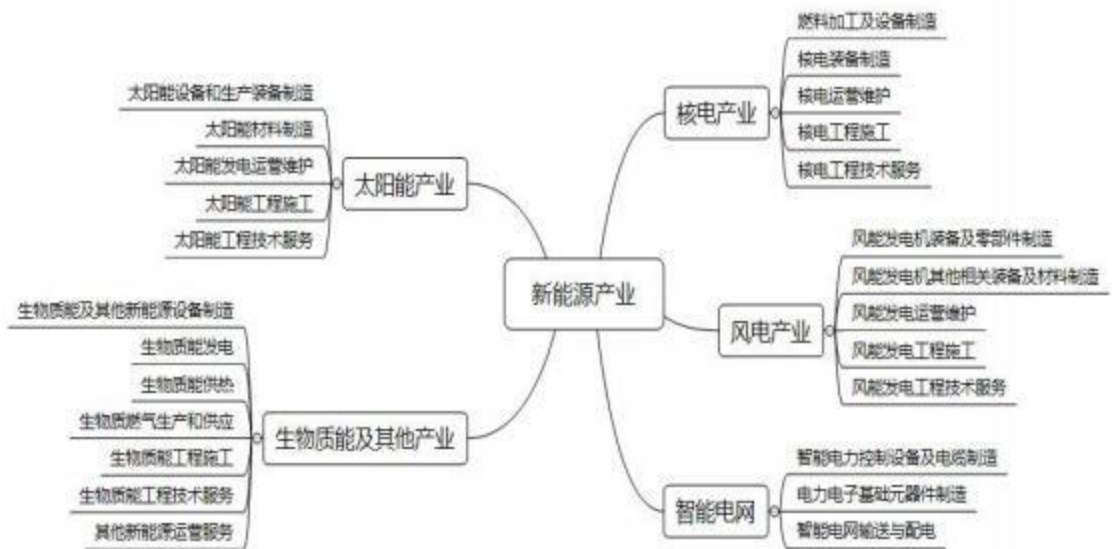 新能源产业
核电产业
燃料加工及设备制造
核电装备制造
核电运营维护
核电工程施工
核电工程技术服务
风电产业
风能发电机装备及零部件制造
风能发电机其他相关装备及材料制造
风能发电运营维护
风能发电工程施工
风能发电工程技术服务
智能电网
智能电力控制设备及电缆制造
电力电子基础元器件制造
智能电网输送与配电
太阳能产业
太阳能设备和生产装备制造
太阳能材料制造
太阳能发电运营维护
太阳能工程施工
太阳能工程技术服务
生物质能及其他产业
生物质能及其他新能源设备制造
生物质能发电
生物质能供热
生物质燃气生产和供应
生物质能工程施工
生物质能工程技术服务
其他新能源运营服务